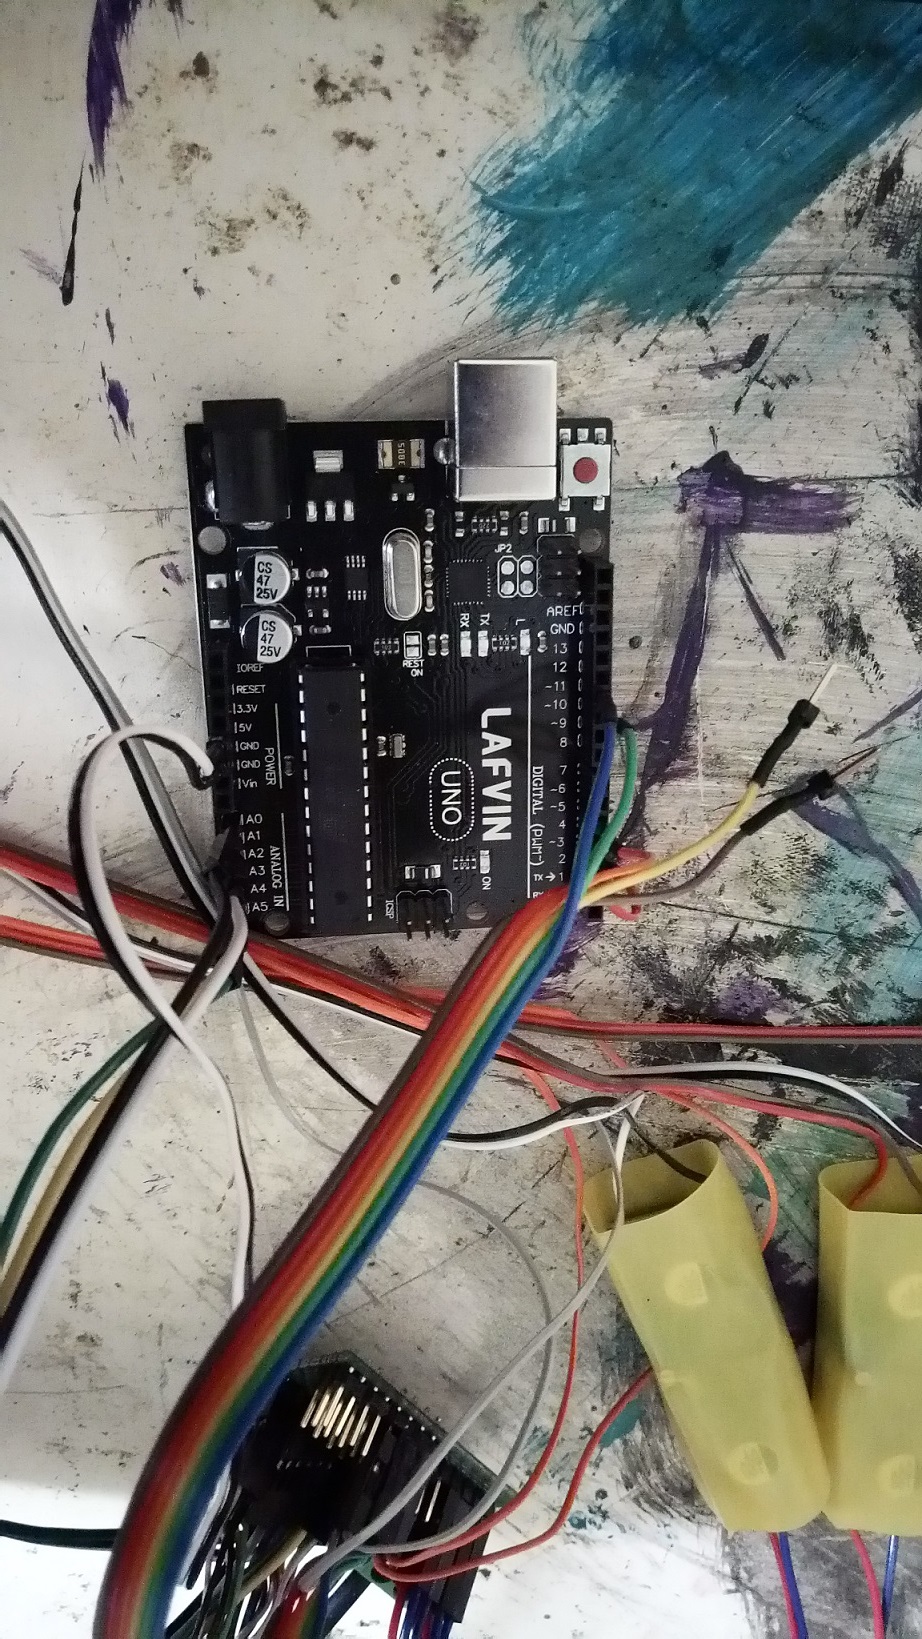 JP2
CS
47
25V
CS
47
25V
RX
TX
L
REST
ON
AREF
GND
13
12
~11
~10
~9
8
7
~6
~5
4
~3
2
TX→1
DIGITAL (PWM~)
IOREF
RESET
3.3V
5V
GND
GND
Vin
POWER
A0
A1
A2
A3
A4
A5
ANALOG IN
LAFVIN
UNO
ON
ICSP